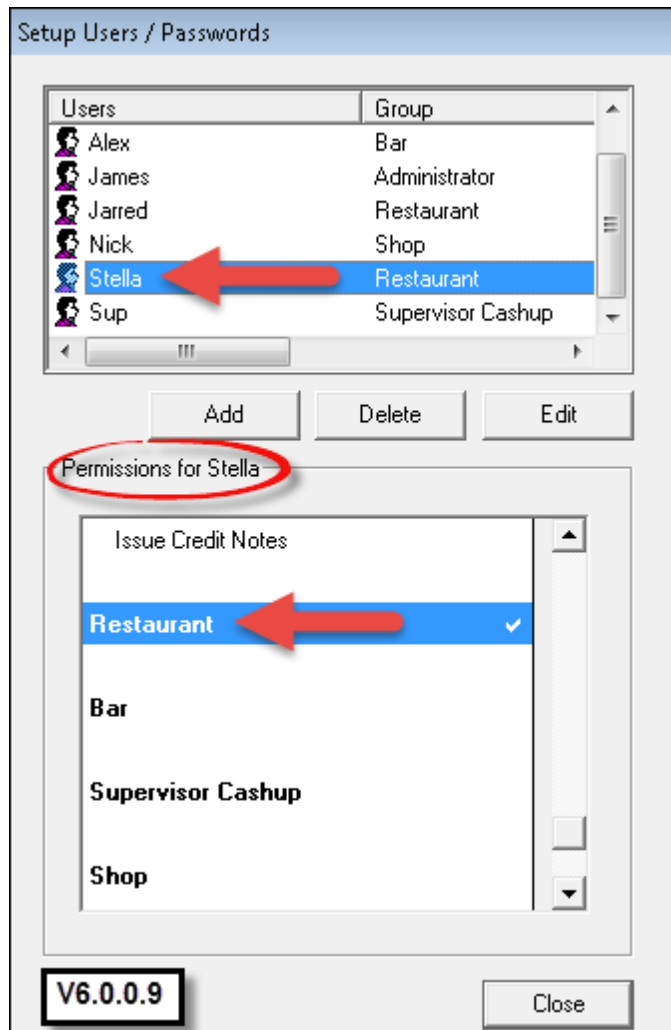 Setup Users / Passwords
Users Group
Alex Bar
James Administrator
Jarred Restaurant
Nick Shop
Stella Restaurant
Sup Supervisor Cashup
Add Delete Edit
Permissions for Stella
Issue Credit Notes
Restaurant
Bar
Supervisor Cashup
Shop
V6.0.0.9
Close